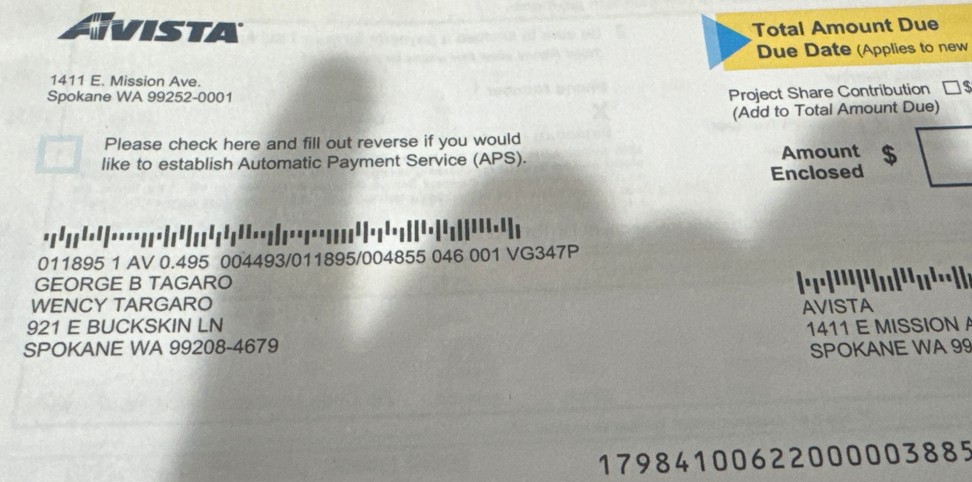 AVISTA
1411 E. Mission Ave.
Spokane WA 99252-0001
Please check here and fill out reverse if you would
like to establish Automatic Payment Service (APS).
011895 1 AV 0.495 004493/011895/004855 046 001 VG347P
GEORGE B TAGARO
WENCY TARGARO
921 E BUCKSKIN LN
SPOKANE WA 99208-4679
Total Amount Due
Due Date (Applies to new
Project Share Contribution $
(Add to Total Amount Due)
Amount $
Enclosed
AVISTA
1411 E MISSION A
SPOKANE WA 99
17984100622000003885